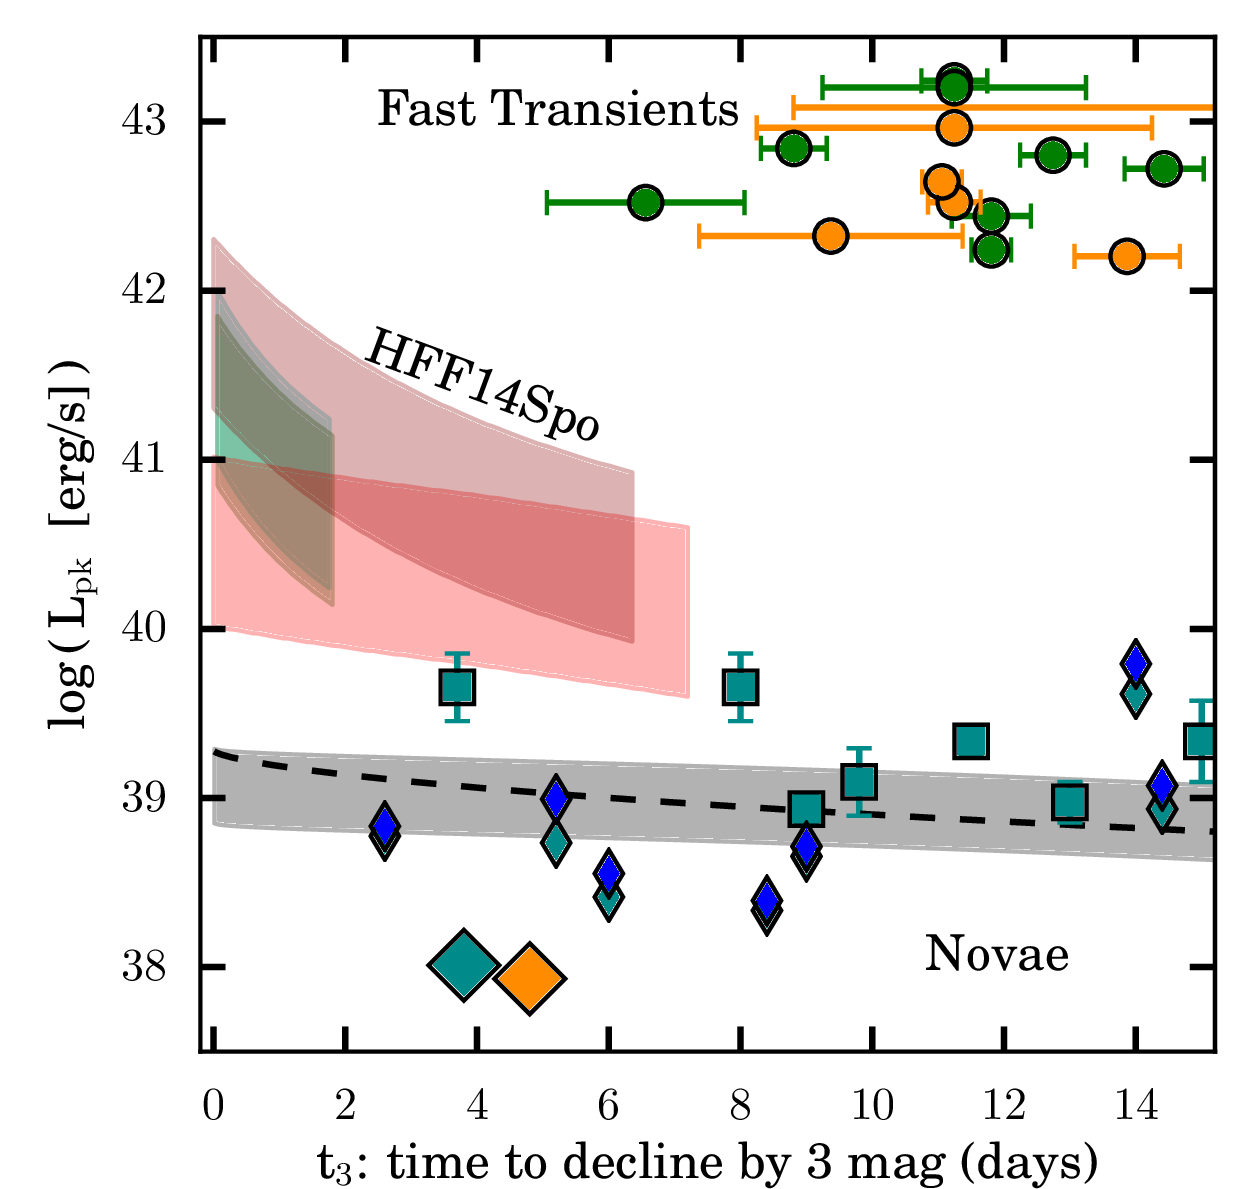 Fast Transients
HFF14Spo
Novae
43
42
41
40
39
38
log(L_pk [erg/s])
0 2 4 6 8 10 12 14
t₃: time to decline by 3 mag (days)